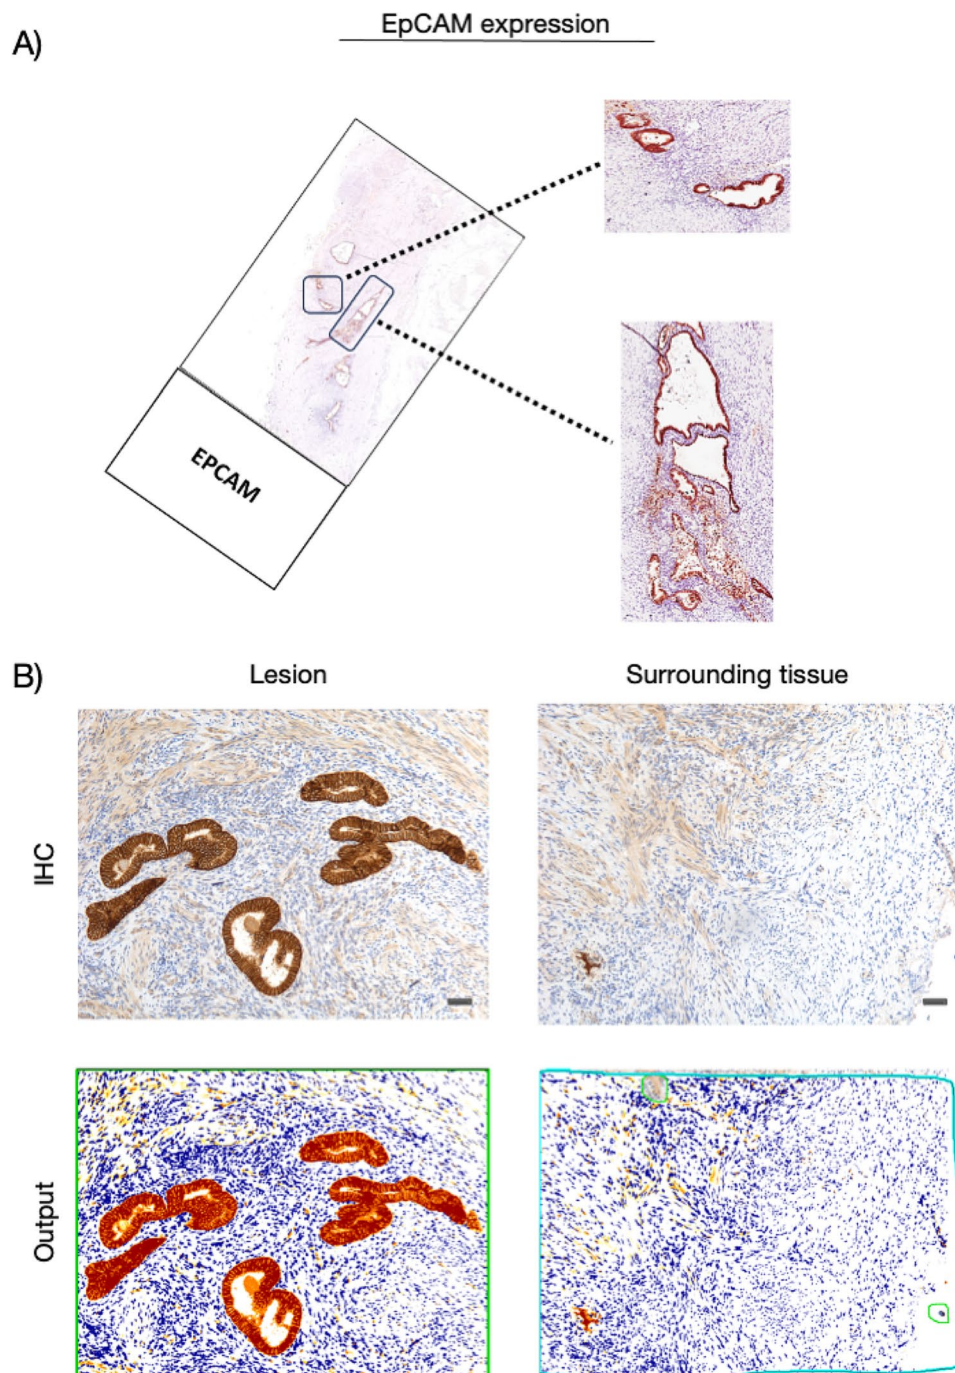 EpCAM expression
A)
EPCAM
B)
Lesion
Surrounding tissue
IHC
Output